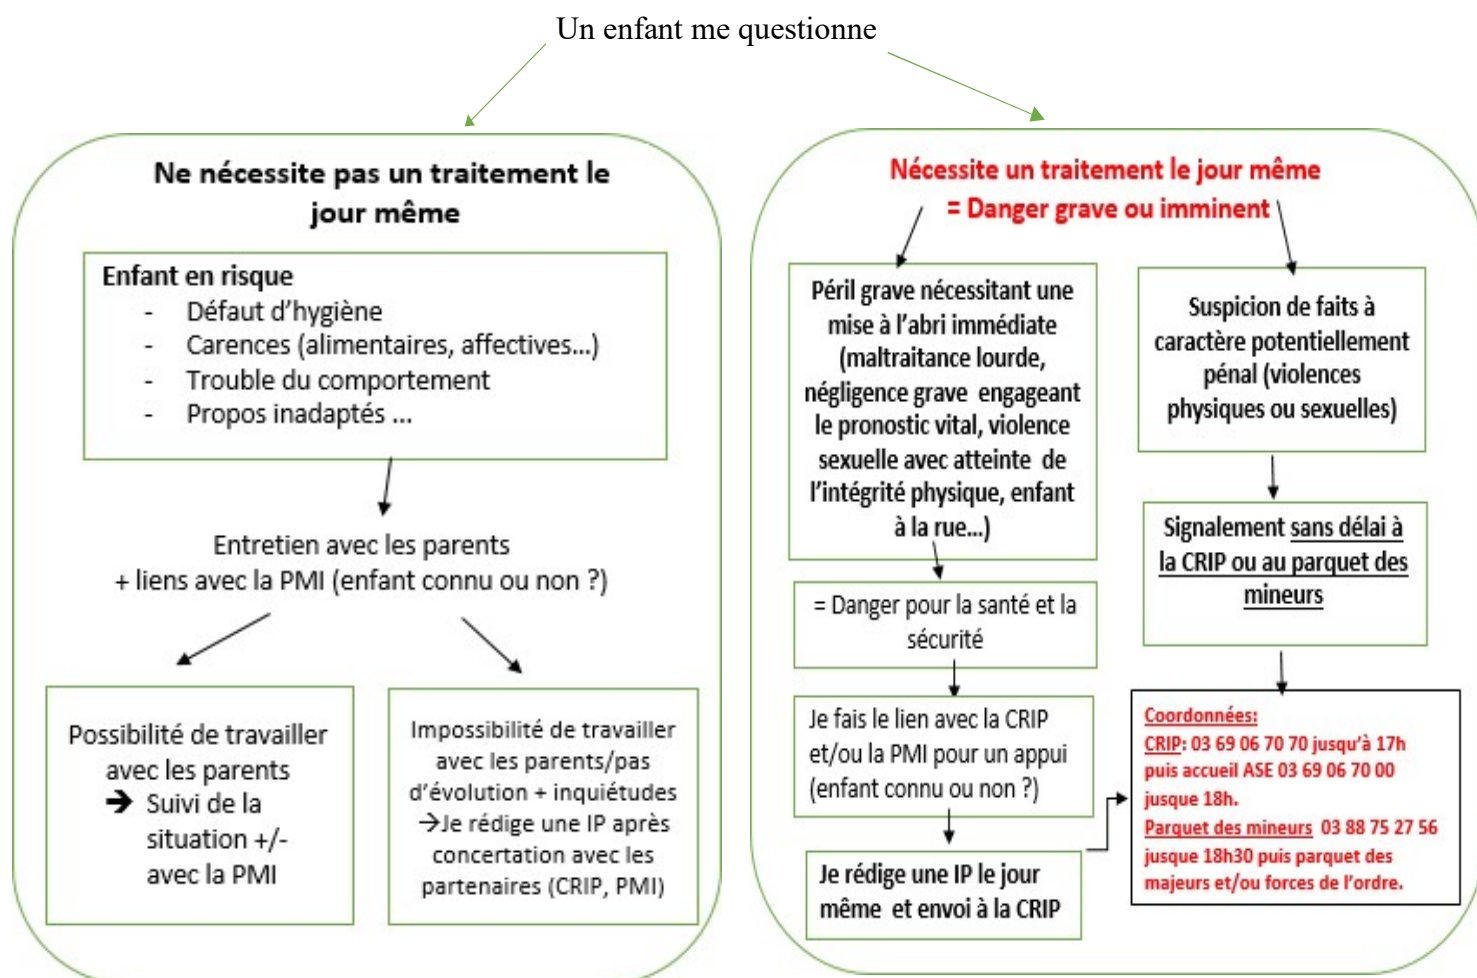 Un enfant me questionne
Ne nécessite pas un traitement le
jour même
Enfant en risque
- Défaut d’hygiène
- Carences (alimentaires, affectives...)
- Trouble du comportement
- Propos inadaptés ...
Entretien avec les parents
+ liens avec la PMI (enfant connu ou non ?)
Possibilité de travailler
avec les parents
➔ Suivi de la
situation +/-
avec la PMI
Impossibilité de travailler
avec les parents/pas
d’évolution + inquiétudes
→Je rédige une IP après
concertation avec les
partenaires (CRIP, PMI)
Nécessite un traitement le jour même
= Danger grave ou imminent
Péril grave nécessitant une
mise à l’abri immédiate
(maltraitance lourde,
négligence grave engageant
le pronostic vital, violence
sexuelle avec atteinte de
l’intégrité physique, enfant
à la rue...)
= Danger pour la santé et la
sécurité
Je fais le lien avec la CRIP
et/ou la PMI pour un appui
(enfant connu ou non ?)
Je rédige une IP le jour
même et envoi à la CRIP
Suspicion de faits à
caractère potentiellement
pénal (violences
physiques ou sexuelles)
Signalement sans délai à
la CRIP ou au parquet des
mineurs
Coordonnées:
CRIP: 03 69 06 70 70 jusqu’à 17h
puis accueil ASE 03 69 06 70 00
jusque 18h.
Parquet des mineurs 03 88 75 27 56
jusque 18h30 puis parquet des
majeurs et/ou forces de l’ordre.